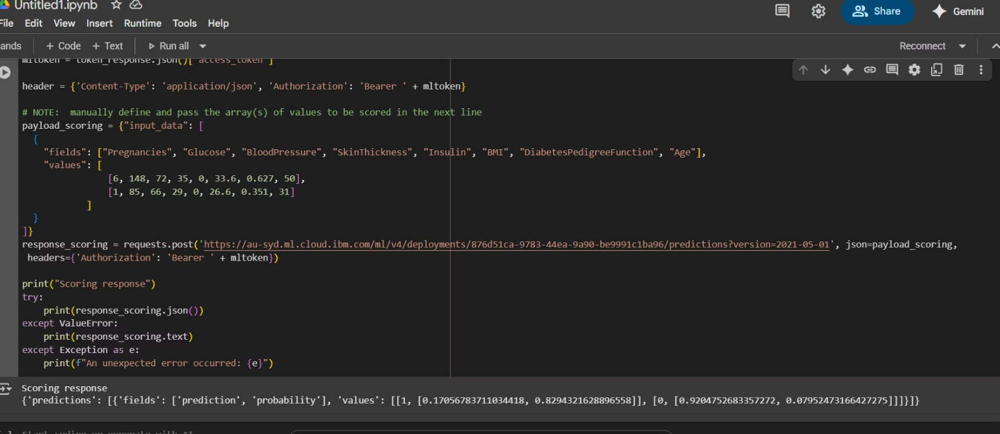 Untitled1.ipynb
File Edit View Insert Runtime Tools Help
Share
Gemini
ands + Code + Text Run all
Reconnect
mltoken = token_response.json()["access_token"]
header = {'Content-Type': 'application/json', 'Authorization': 'Bearer ' + mltoken}
# NOTE:  manually define and pass the array(s) of values to be scored in the next line
payload_scoring = {"input_data": [
{
"fields": ["Pregnancies", "Glucose", "BloodPressure", "SkinThickness", "Insulin", "BMI", "DiabetesPedigreeFunction", "Age"],
"values": [
[6, 148, 72, 35, 0, 33.6, 0.627, 50],
[1, 85, 66, 29, 0, 26.6, 0.351, 31]
]
}
]}
response_scoring = requests.post('https://au-syd.ml.cloud.ibm.com/ml/v4/deployments/876d51ca-9783-44ea-9a90-be9991c1ba96/predictions?version=2021-05-01', json=payload_scoring,
headers={'Authorization': 'Bearer ' + mltoken})
print("Scoring response")
try:
print(response_scoring.json())
except ValueError:
print(response_scoring.text)
except Exception as e:
print(f"An unexpected error occurred: {e}")
Scoring response
{'predictions': [{'fields': ['prediction', 'probability'], 'values': [[1, [0.17056783711034418, 0.8294321628896558]], [0, [0.9204752683357272, 0.07952473166427275]]]}]}